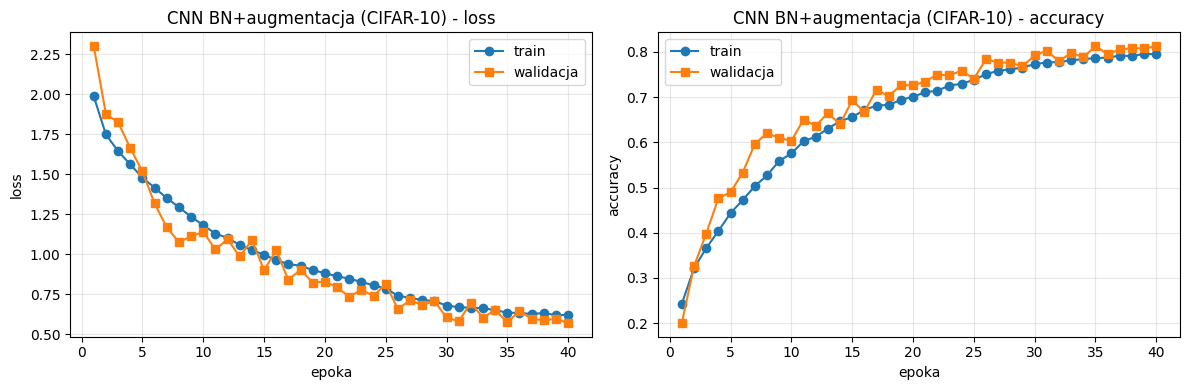 CNN BN+augmentacja (CIFAR-10) - loss
train
walidacja
2.25
2.00
1.75
1.50
1.25
1.00
0.75
0.50
loss
0 5 10 15 20 25 30 35 40
epoka
CNN BN+augmentacja (CIFAR-10) - accuracy
train
walidacja
0.8
0.7
0.6
0.5
0.4
0.3
0.2
accuracy
0 5 10 15 20 25 30 35 40
epoka